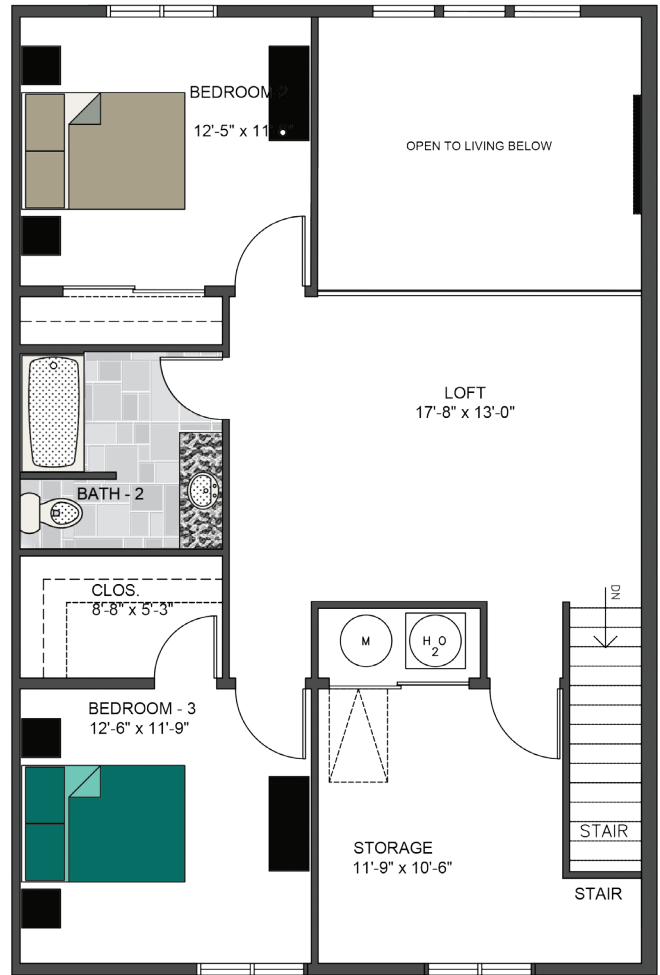 BEDROOM
12'-5" x 11'
OPEN TO LIVING BELOW
LOFT
17'-8" x 13'-0"
BATH - 2
CLOS.
8'-8" x 5'-3"
DN
M
H O
2
BEDROOM - 3
12'-6" x 11'-9"
STORAGE
11'-9" x 10'-6"
STAIR
STAIR